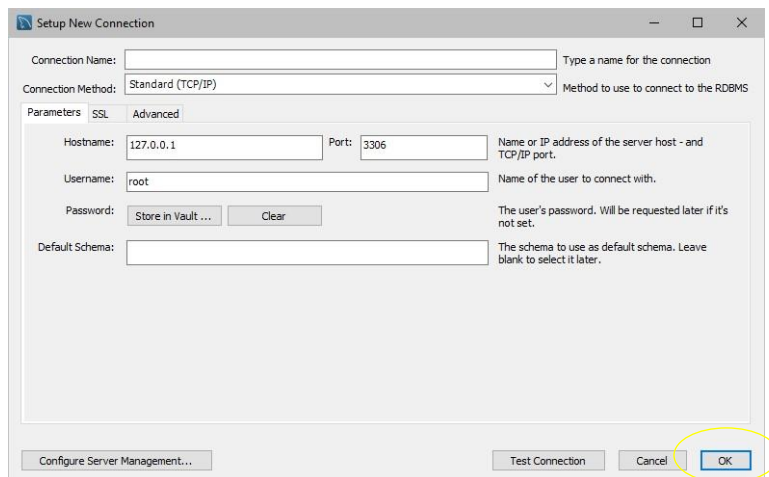 Setup New Connection
Connection Name: Type a name for the connection
Connection Method: Standard (TCP/IP) Method to use to connect to the RDBMS
Parameters SSL Advanced
Hostname: 127.0.0.1 Port: 3306 Name or IP address of the server host - and
TCP/IP port.
Username: root Name of the user to connect with.
Password: Store in Vault ... Clear The user's password. Will be requested later if it's
not set.
Default Schema: The schema to use as default schema. Leave
blank to select it later.
Configure Server Management... Test Connection Cancel OK